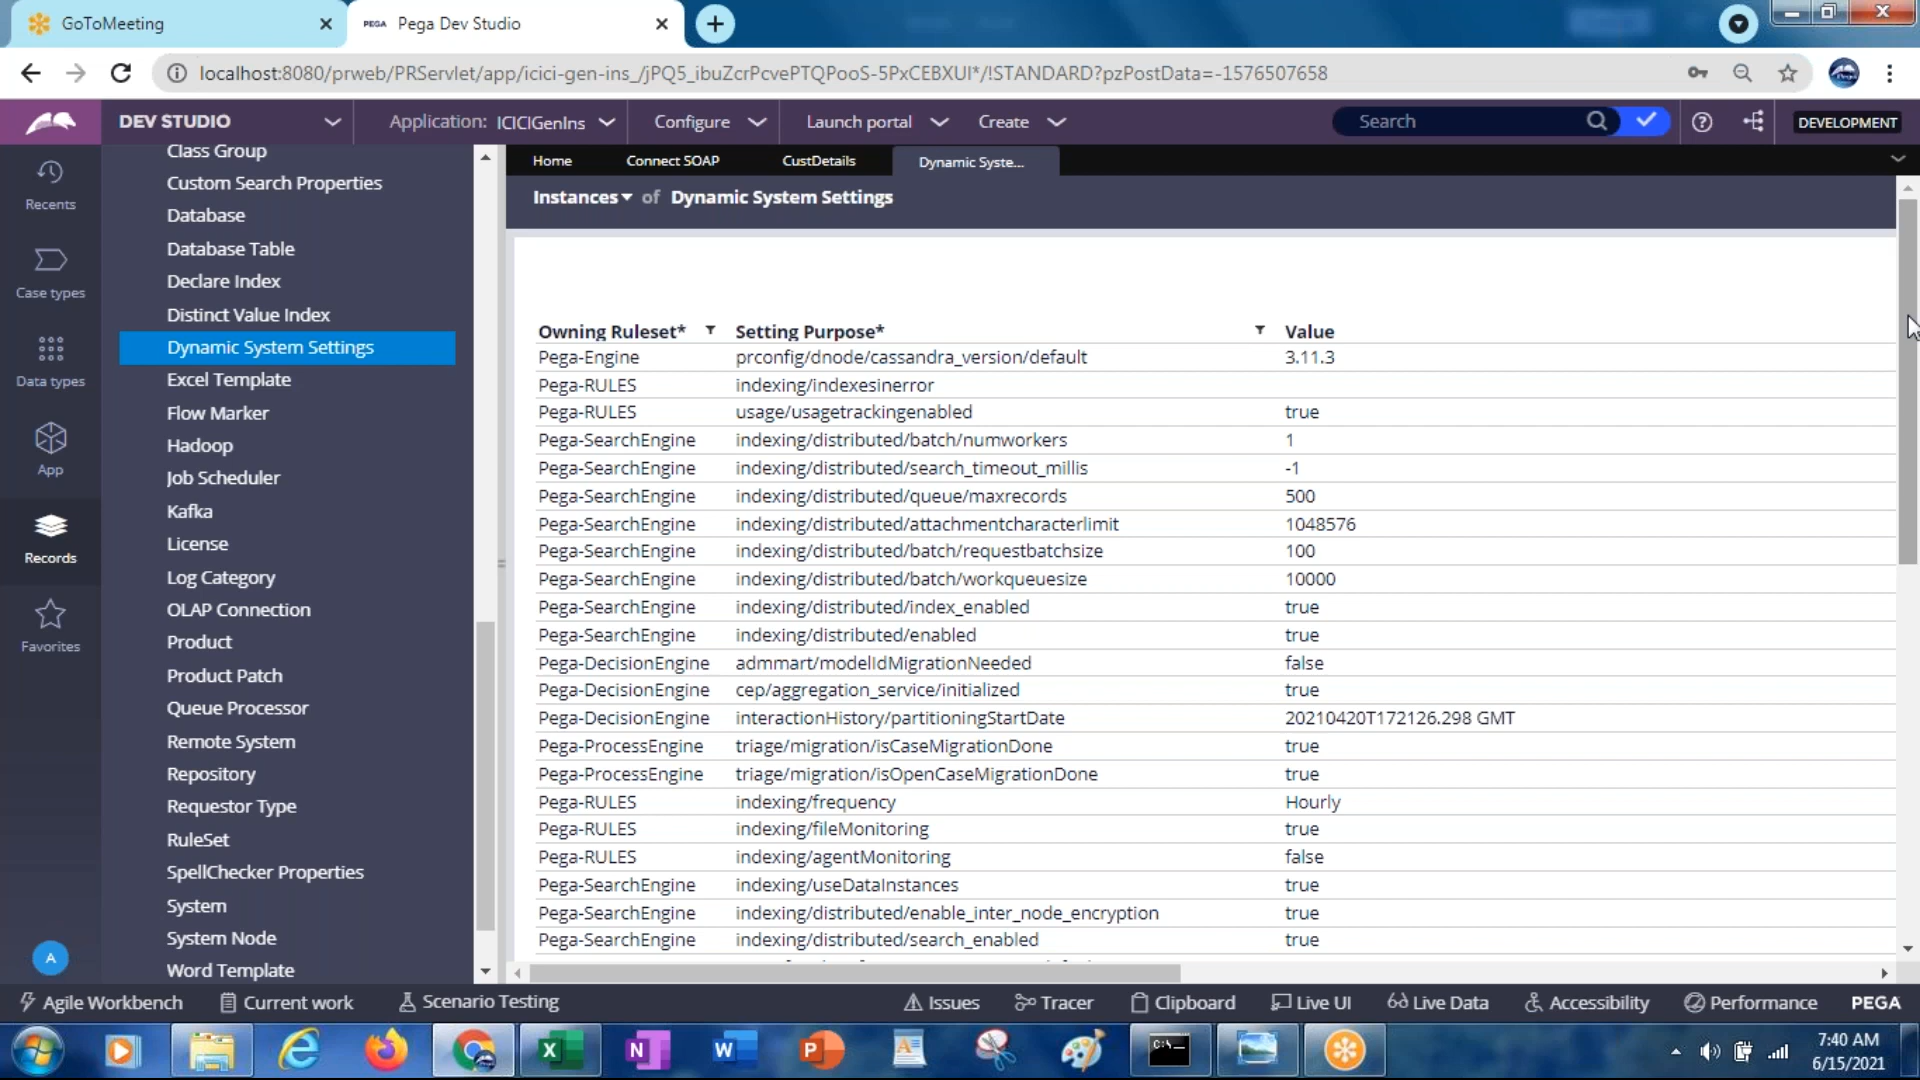 GoToMeeting
PEGA Pega Dev Studio
localhost:8080/prweb/PRServlet/app/icici-gen-ins_/jPQ5_ibuZcrPcvePTQPooS-5PxCEBXUI*/!STANDARD?pzPostData=-1576507658
DEV STUDIO
Application: ICICIGenIns
Configure
Launch portal
Create
Search
DEVELOPMENT
Recents
Case types
Data types
App
Records
Favorites
A
Class Group
Custom Search Properties
Database
Database Table
Declare Index
Distinct Value Index
Dynamic System Settings
Excel Template
Flow Marker
Hadoop
Job Scheduler
Kafka
License
Log Category
OLAP Connection
Product
Product Patch
Queue Processor
Remote System
Repository
Requestor Type
RuleSet
SpellChecker Properties
System
System Node
Word Template
Home Connect SOAP CustDetails Dynamic Syste...
Instances of Dynamic System Settings
Owning Ruleset* Setting Purpose* Value
Pega-Engine prconfig/dnode/cassandra_version/default 3.11.3
Pega-RULES indexing/indexesinerror
Pega-RULES usage/usagetrackingenabled true
Pega-SearchEngine indexing/distributed/batch/numworkers 1
Pega-SearchEngine indexing/distributed/search_timeout_millis -1
Pega-SearchEngine indexing/distributed/queue/maxrecords 500
Pega-SearchEngine indexing/distributed/attachmentcharacterlimit 1048576
Pega-SearchEngine indexing/distributed/batch/requestbatchsize 100
Pega-SearchEngine indexing/distributed/batch/workqueuesize 10000
Pega-SearchEngine indexing/distributed/index_enabled true
Pega-SearchEngine indexing/distributed/enabled true
Pega-DecisionEngine admmart/modelIdMigrationNeeded false
Pega-DecisionEngine cep/aggregation_service/initialized true
Pega-DecisionEngine interactionHistory/partitioningStartDate 20210420T172126.298 GMT
Pega-ProcessEngine triage/migration/isCaseMigrationDone true
Pega-ProcessEngine triage/migration/isOpenCaseMigrationDone true
Pega-RULES indexing/frequency Hourly
Pega-RULES indexing/fileMonitoring true
Pega-RULES indexing/agentMonitoring false
Pega-SearchEngine indexing/useDataInstances true
Pega-SearchEngine indexing/distributed/enable_inter_node_encryption true
Pega-SearchEngine indexing/distributed/search_enabled true
Agile Workbench Current work Scenario Testing Issues Tracer Clipboard Live UI Live Data Accessibility Performance PEGA
7:40 AM
6/15/2021